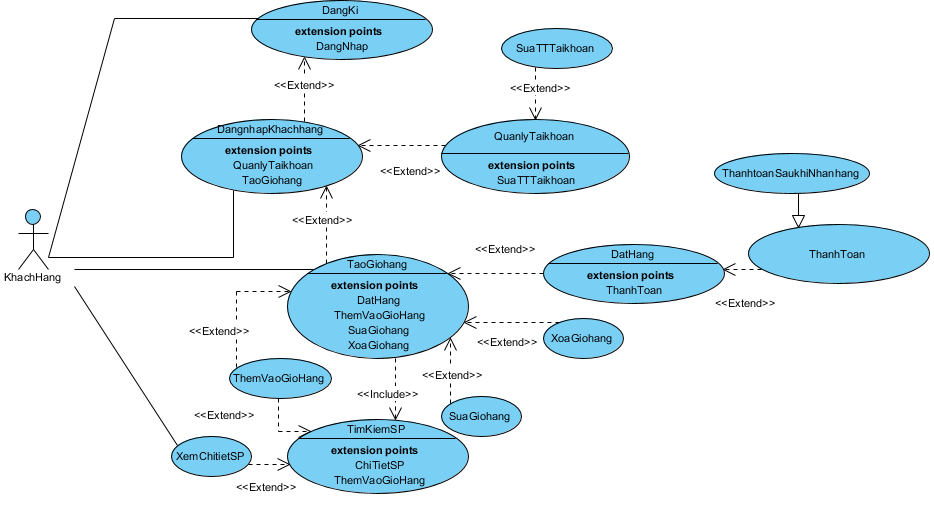 DangKi
extension points
DangNhap
SuaTTTaikhoan
<<Extend>>
<<Extend>>
DangnhapKhachhang
extension points
QuanlyTaikhoan
TaoGiohang
QuanlyTaikhoan
extension points
SuaTTTaikhoan
<<Extend>>
ThanhtoanSaukhiNhanhang
<<Extend>>
KhachHang
TaoGiohang
extension points
DatHang
ThemVaoGioHang
SuaGiohang
XoaGiohang
<<Extend>>
DatHang
extension points
ThanhToan
ThanhToan
<<Extend>>
<<Extend>>
<<Extend>>
XoaGiohang
ThemVaoGioHang
<<Extend>>
<<Include>>
<<Extend>>
SuaGiohang
TimKiemSP
extension points
ChiTietSP
ThemVaoGioHang
XemChitietSP
<<Extend>>